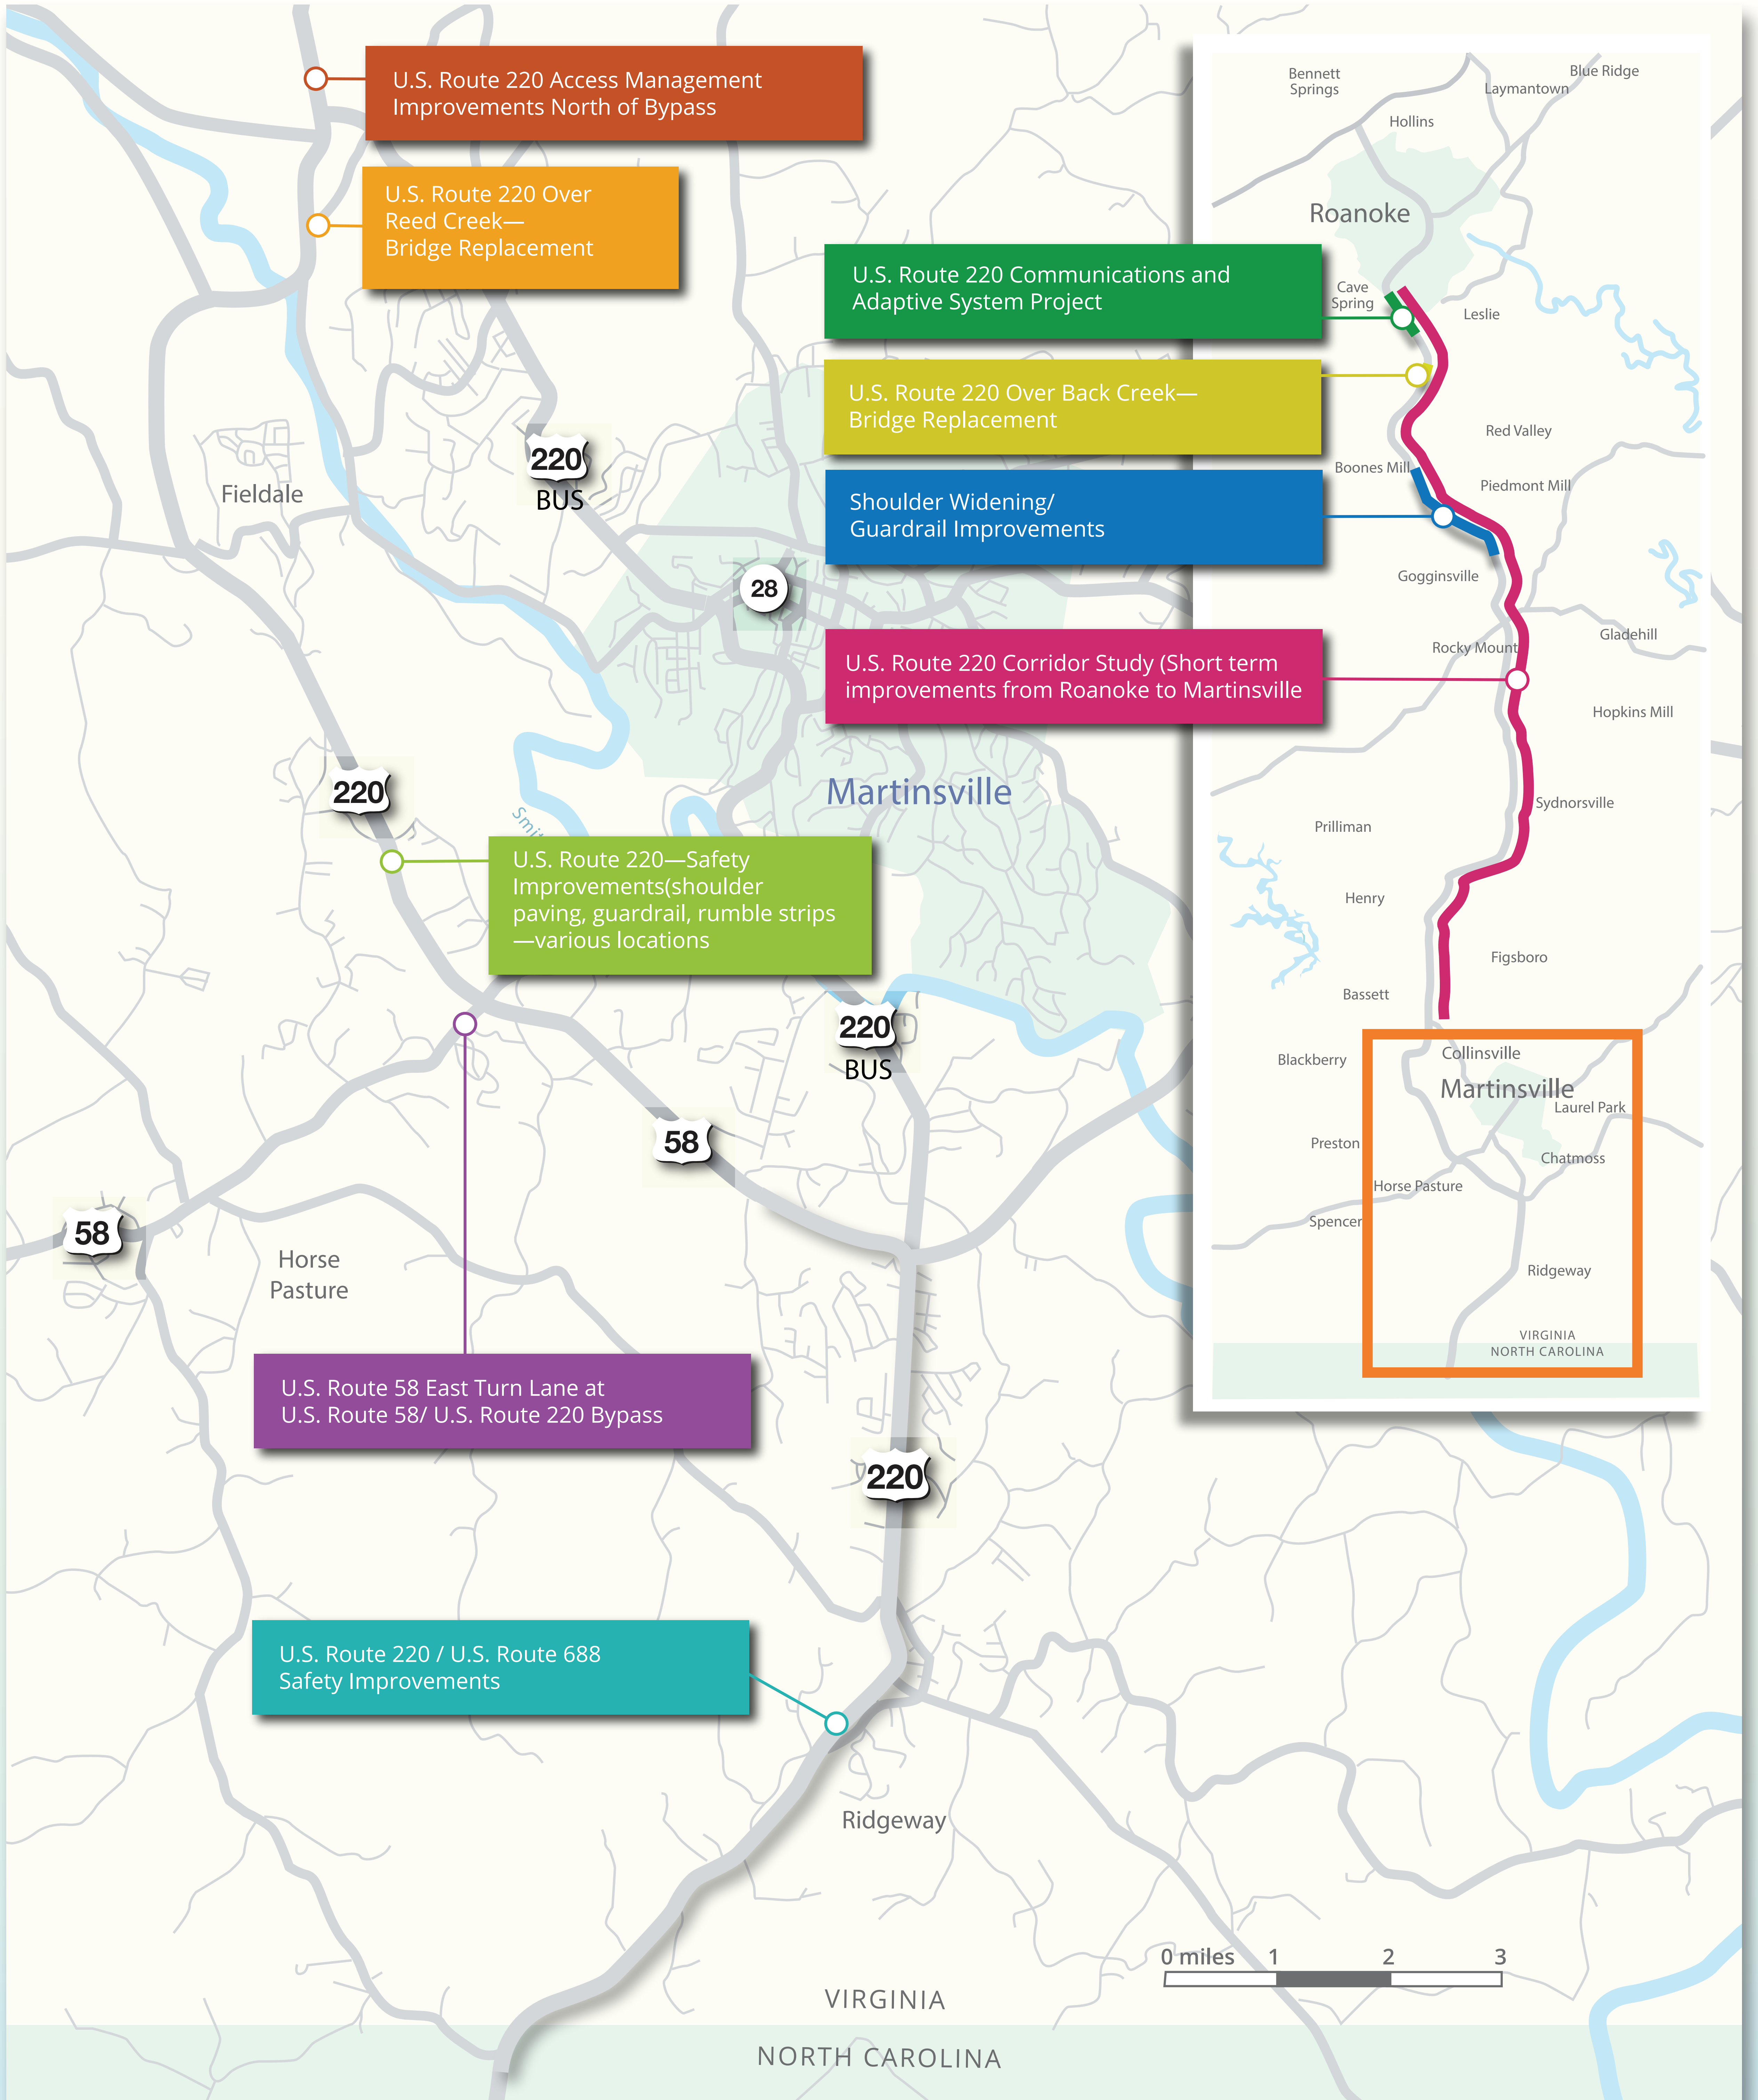 U.S. Route 220 Access Management
Improvements North of Bypass
U.S. Route 220 Over
Reed Creek—
Bridge Replacement
U.S. Route 220 Communications and
Adaptive System Project
U.S. Route 220 Over Back Creek—
Bridge Replacement
Shoulder Widening/
Guardrail Improvements
U.S. Route 220 Corridor Study (Short term
improvements from Roanoke to Martinsville
220
BUS
Fieldale
28
Martinsville
220
U.S. Route 220—Safety
Improvements(shoulder
paving, guardrail, rumble strips
—various locations
220
BUS
58
58
Horse
Pasture
U.S. Route 58 East Turn Lane at
U.S. Route 58/ U.S. Route 220 Bypass
220
U.S. Route 220 / U.S. Route 688
Safety Improvements
Ridgeway
0 miles 1 2 3
VIRGINIA
NORTH CAROLINA
Bennett
Springs
Blue Ridge
Laymantown
Hollins
Roanoke
Cave
Spring
Leslie
Red Valley
Boones Mill
Piedmont Mill
Gogginsville
Gladehill
Rocky Mount
Hopkins Mill
Sydnorsville
Prilliman
Henry
Figsboro
Bassett
Collinsville
Blackberry
Martinsville
Laurel Park
Preston
Chatmoss
Horse Pasture
Spencer
Ridgeway
VIRGINIA
NORTH CAROLINA